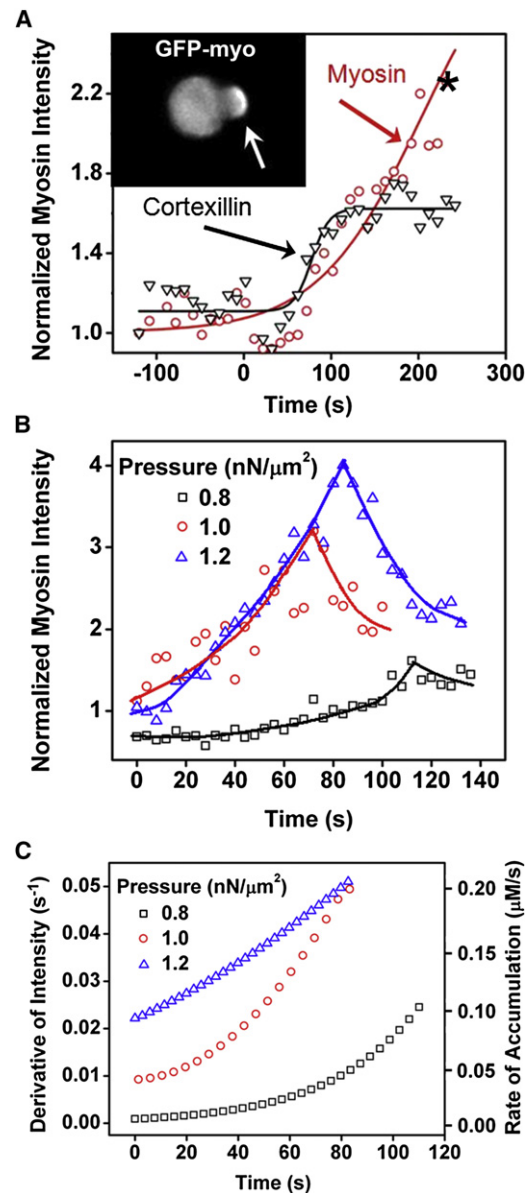 A
GFP-myo
Myosin
*
Cortexillin
Normalized Myosin Intensity
2.2
1.8
1.4
1.0
-100 0 100 200 300
Time (s)
B
Pressure (nN/μm²)
0.8
1.0
1.2
Normalized Myosin Intensity
4
3
2
1
0 20 40 60 80 100 120 140
Time (s)
C
Pressure (nN/μm²)
0.8
1.0
1.2
Derivative of Intensity (s⁻¹)
0.05
0.04
0.03
0.02
0.01
0.00
Rate of Accumulation (μM/s)
0.20
0.15
0.10
0.05
0.00
0 20 40 60 80 100 120
Time (s)